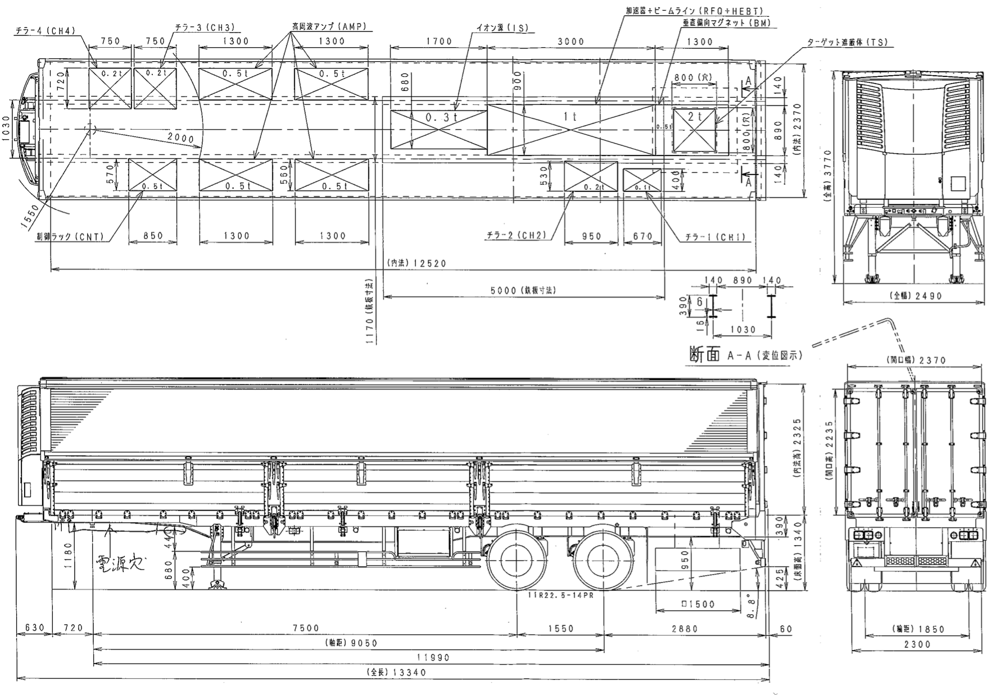 加速器+ビームライン(RFQ+HEBT)
垂直偏向マグネット(BM)
チラー4(CH4)
チラー3(CH3)
高周波アンプ(AMP)
イオン源(IS)
ターゲット遮蔽体(TS)
750
750
1300
1300
1700
3000
1300
0.2t
0.2t
0.5t
0.5t
720
680
900
800(穴)
A
140
1030
2000
0.3t
1t
0.5t
2t
800(穴)
890
(内法)2370
(全高)3770
570
0.5t
0.5t
560
0.5t
530
0.2t
0.1t
400
A
140
1550
制御ラック(CNT)
850
1300
1300
チラー2(CH2)
950
670
チラー1(CH1)
(内法)12520
1170(鉄板寸法)
5000(鉄板寸法)
140
890
140
390
6
16
1030
断面 A-A(変位図示)
(全幅)2490
(開口幅)2370
(内法高)2325
(開口高)2235
1180
電源穴
440
680
400
950
390
425
(床面高)1340
11R22.5-14PR
□1500
8.8°
630
720
7500
1550
2880
60
(軸距)9050
11990
(全長)13340
(輪距)1850
2300